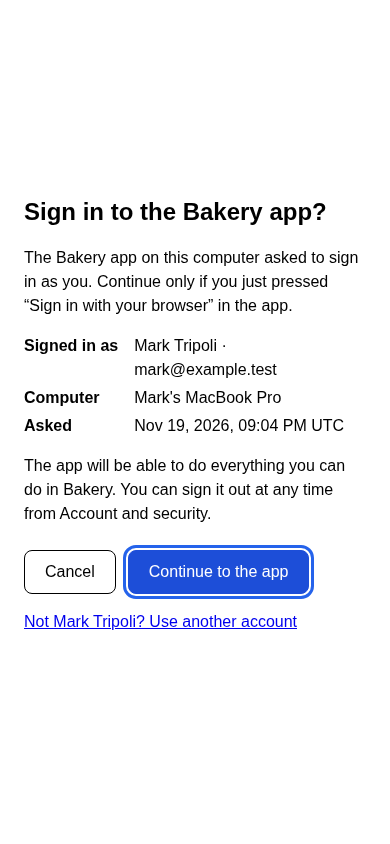 Sign in to the Bakery app?
The Bakery app on this computer asked to sign
in as you. Continue only if you just pressed
“Sign in with your browser” in the app.
Signed in as Mark Tripoli ·
mark@example.test
Computer Mark's MacBook Pro
Asked Nov 19, 2026, 09:04 PM UTC
The app will be able to do everything you can
do in Bakery. You can sign it out at any time
from Account and security.
Cancel Continue to the app
Not Mark Tripoli? Use another account